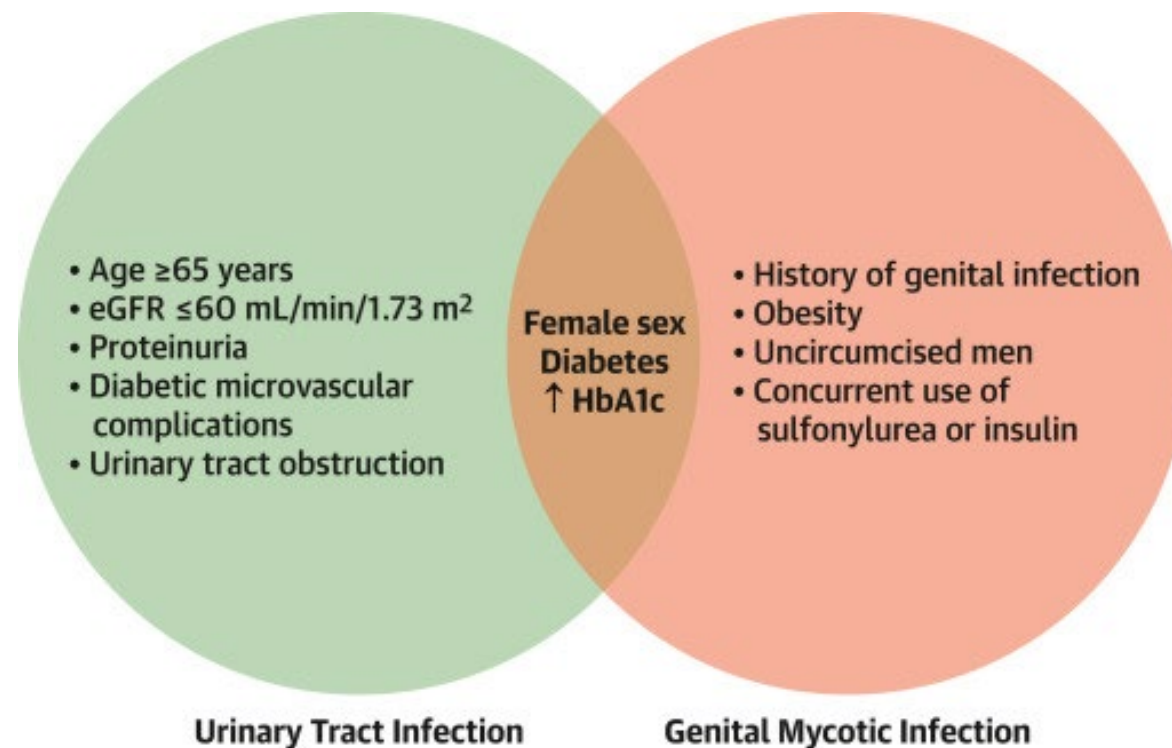 • Age ≥65 years
• eGFR ≤60 mL/min/1.73 m²
• Proteinuria
• Diabetic microvascular
complications
• Urinary tract obstruction
Female sex
Diabetes
↑ HbA1c
• History of genital infection
• Obesity
• Uncircumcised men
• Concurrent use of
sulfonylurea or insulin
Urinary Tract Infection
Genital Mycotic Infection